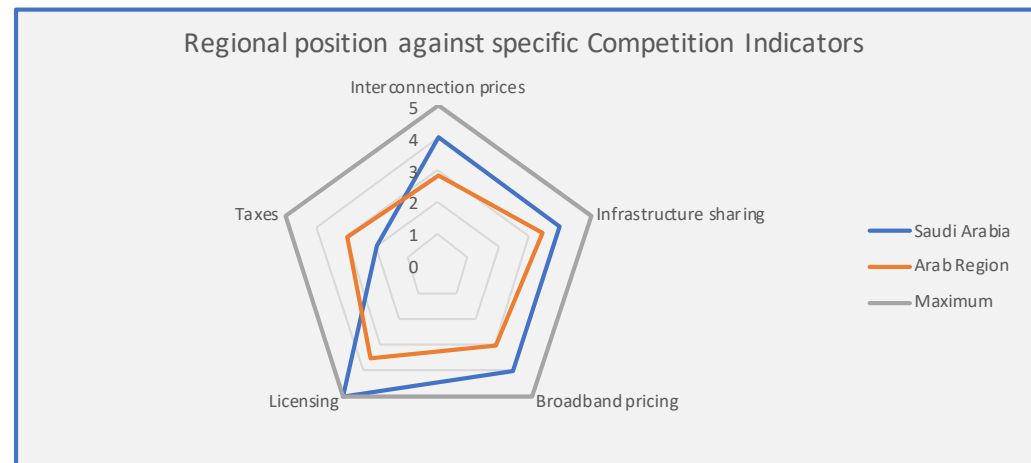 Regional position against specific Competition Indicators
Interconnection prices
5
4
3
2
1
0
Taxes
Infrastructure sharing
Saudi Arabia
Arab Region
Maximum
Licensing
Broadband pricing